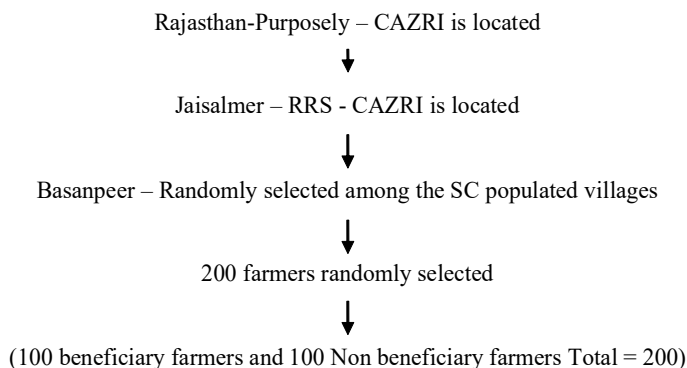 Rajasthan-Purposely – CAZRI is located
Jaisalmer – RRS - CAZRI is located
Basanpeer – Randomly selected among the SC populated villages
200 farmers randomly selected
(100 beneficiary farmers and 100 Non beneficiary farmers Total = 200)